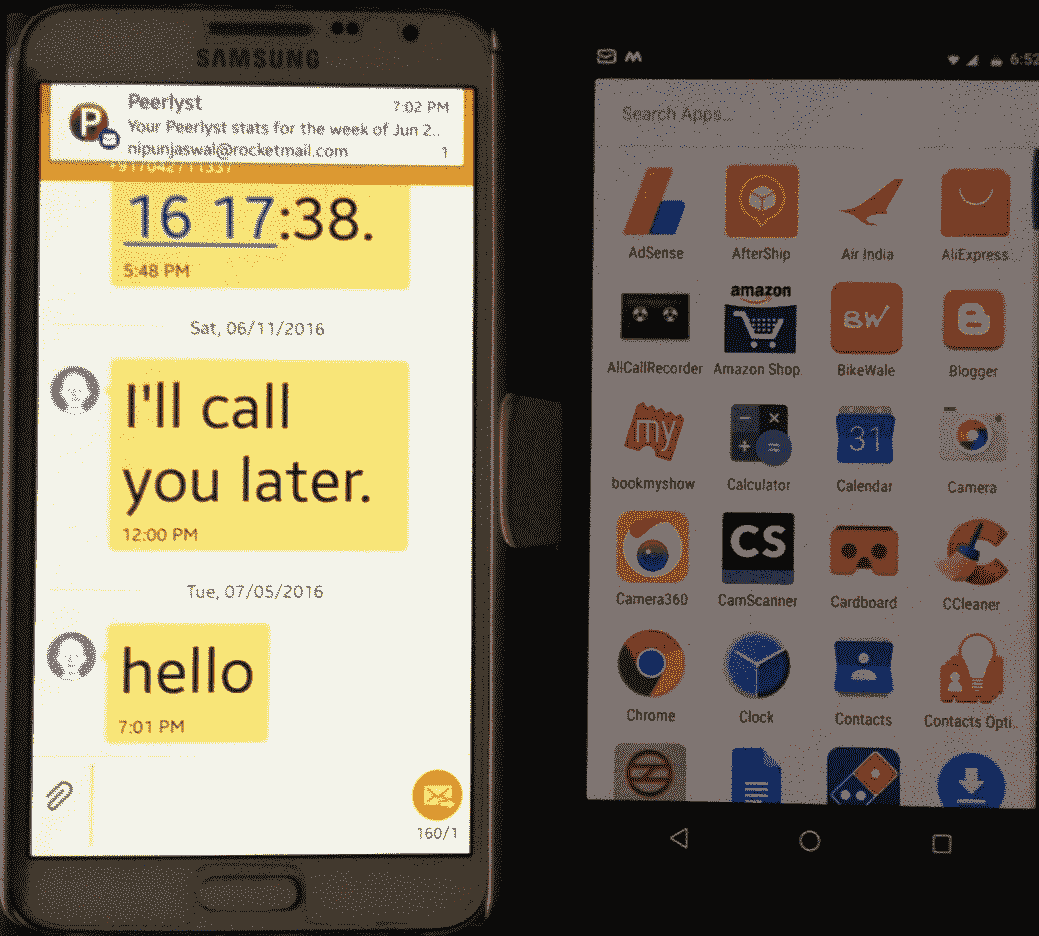 SAMSUNG
Peerlyst
7:02 PM
Your Peerlyst stats for the week of Jun 2..
nipunjaswal@rocketmail.com
1
16 17:38.
5:48 PM
Sat, 06/11/2016
I'll call
you later.
12:00 PM
Tue, 07/05/2016
hello
7:01 PM
160/1
6:52
Search Apps...
AdSense AfterShip Air India AliExpress
amazon
BW
AllCallRecorder Amazon Shop BikeWale Blogger
my
31
bookmyshow Calculator Calendar Camera
CS
Camera360 CamScanner Cardboard CCleaner
Chrome Clock Contacts Contacts Opti..